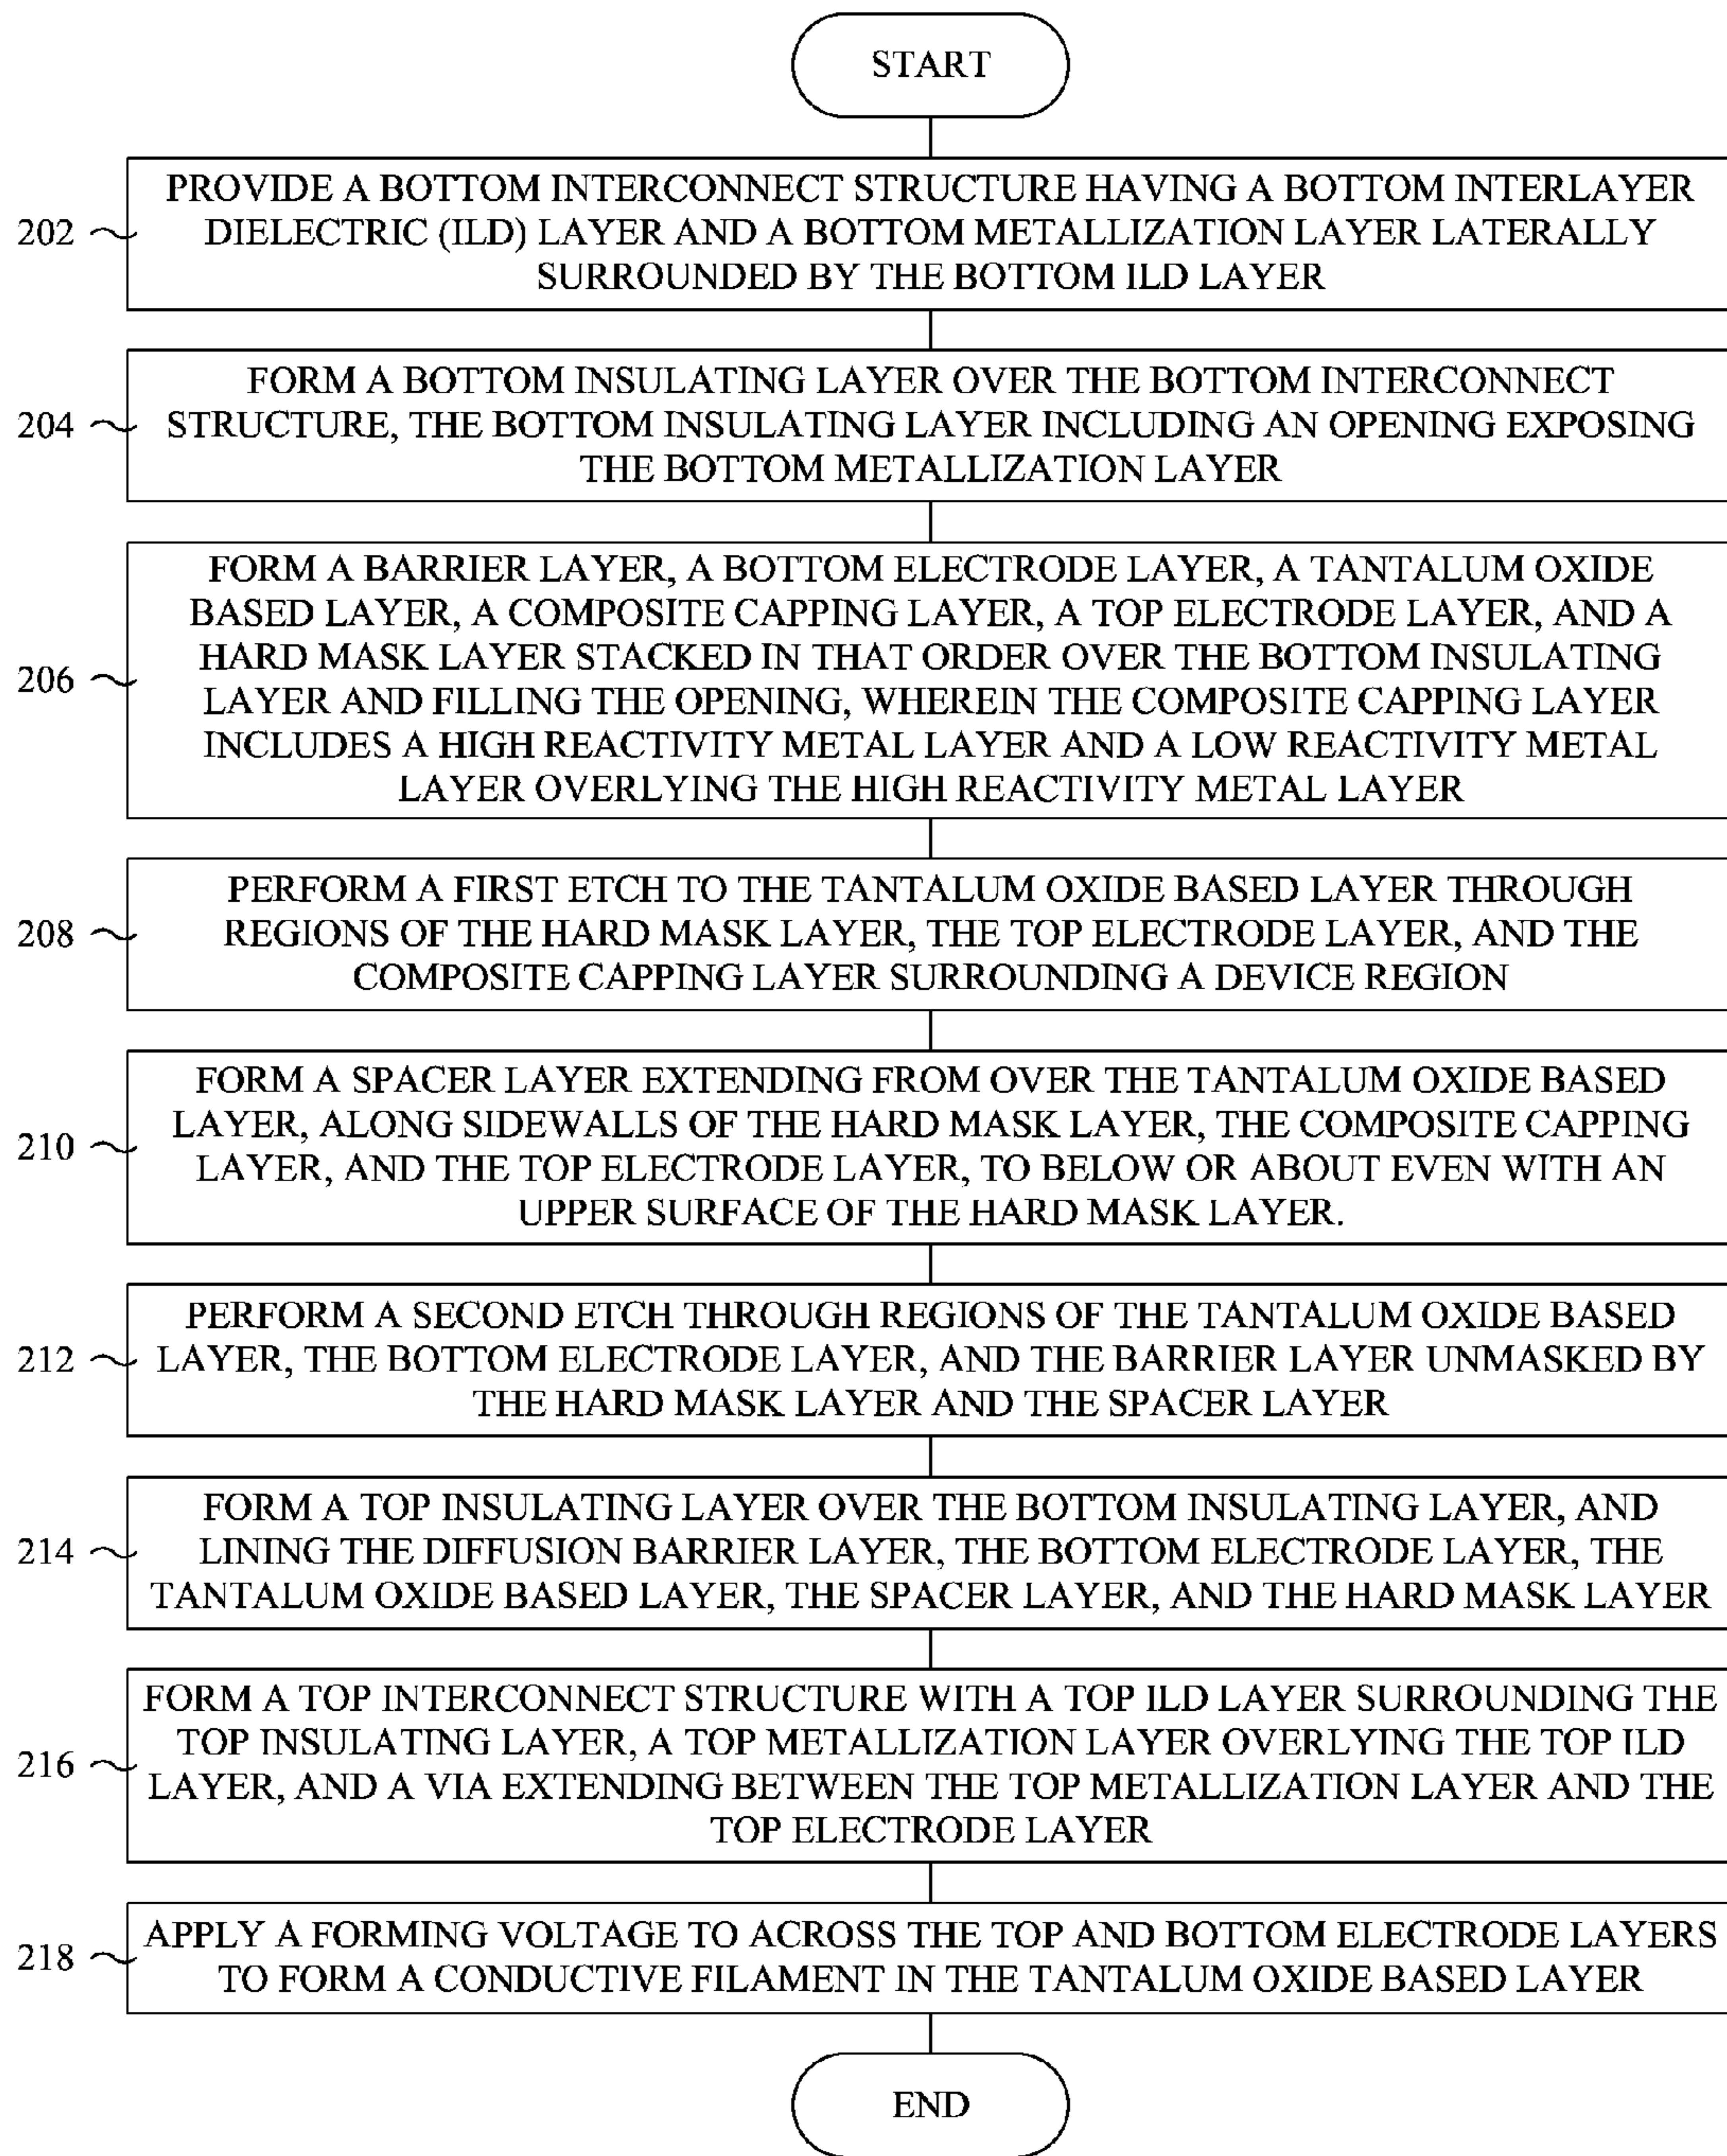 START
PROVIDE A BOTTOM INTERCONNECT STRUCTURE HAVING A BOTTOM INTERLAYER
202
DIELECTRIC (ILD) LAYER AND A BOTTOM METALLIZATION LAYER LATERALLY
SURROUNDED BY THE BOTTOM ILD LAYER
FORM A BOTTOM INSULATING LAYER OVER THE BOTTOM INTERCONNECT
204
STRUCTURE, THE BOTTOM INSULATING LAYER INCLUDING AN OPENING EXPOSING
THE BOTTOM METALLIZATION LAYER
FORM A BARRIER LAYER, A BOTTOM ELECTRODE LAYER, A TANTALUM OXIDE
BASED LAYER, A COMPOSITE CAPPING LAYER, A TOP ELECTRODE LAYER, AND A
HARD MASK LAYER STACKED IN THAT ORDER OVER THE BOTTOM INSULATING
206
LAYER AND FILLING THE OPENING, WHEREIN THE COMPOSITE CAPPING LAYER
INCLUDES A HIGH REACTIVITY METAL LAYER AND A LOW REACTIVITY METAL
LAYER OVERLYING THE HIGH REACTIVITY METAL LAYER
PERFORM A FIRST ETCH TO THE TANTALUM OXIDE BASED LAYER THROUGH
208
REGIONS OF THE HARD MASK LAYER, THE TOP ELECTRODE LAYER, AND THE
COMPOSITE CAPPING LAYER SURROUNDING A DEVICE REGION
FORM A SPACER LAYER EXTENDING FROM OVER THE TANTALUM OXIDE BASED
LAYER, ALONG SIDEWALLS OF THE HARD MASK LAYER, THE COMPOSITE CAPPING
210
LAYER, AND THE TOP ELECTRODE LAYER, TO BELOW OR ABOUT EVEN WITH AN
UPPER SURFACE OF THE HARD MASK LAYER.
PERFORM A SECOND ETCH THROUGH REGIONS OF THE TANTALUM OXIDE BASED
212
LAYER, THE BOTTOM ELECTRODE LAYER, AND THE BARRIER LAYER UNMASKED BY
THE HARD MASK LAYER AND THE SPACER LAYER
FORM A TOP INSULATING LAYER OVER THE BOTTOM INSULATING LAYER, AND
214
LINING THE DIFFUSION BARRIER LAYER, THE BOTTOM ELECTRODE LAYER, THE
TANTALUM OXIDE BASED LAYER, THE SPACER LAYER, AND THE HARD MASK LAYER
FORM A TOP INTERCONNECT STRUCTURE WITH A TOP ILD LAYER SURROUNDING THE
TOP INSULATING LAYER, A TOP METALLIZATION LAYER OVERLYING THE TOP ILD
216
LAYER, AND A VIA EXTENDING BETWEEN THE TOP METALLIZATION LAYER AND THE
TOP ELECTRODE LAYER
APPLY A FORMING VOLTAGE TO ACROSS THE TOP AND BOTTOM ELECTRODE LAYERS
218
TO FORM A CONDUCTIVE FILAMENT IN THE TANTALUM OXIDE BASED LAYER
END